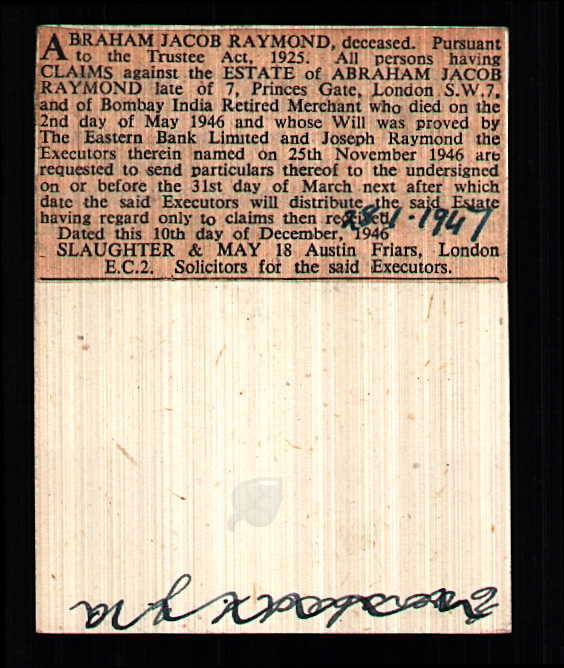 ABRAHAM JACOB RAYMOND, deceased. Pursuant
to the Trustee Act, 1925. All persons having
CLAIMS against the ESTATE of ABRAHAM JACOB
RAYMOND late of 7, Princes Gate, London S.W.7,
and of Bombay India Retired Merchant who died on the
2nd day of May 1946 and whose Will was proved by
The Eastern Bank Limited and Joseph Raymond the
Executors therein named on 25th November 1946 are
requested to send particulars thereof to the undersigned
on or before the 31st day of March next after which
date the said Executors will distribute the said Estate
having regard only to claims then received.
Dated this 10th day of December, 1946
SLAUGHTER & MAY 18 Austin Friars, London
E.C.2. Solicitors for the said Executors.